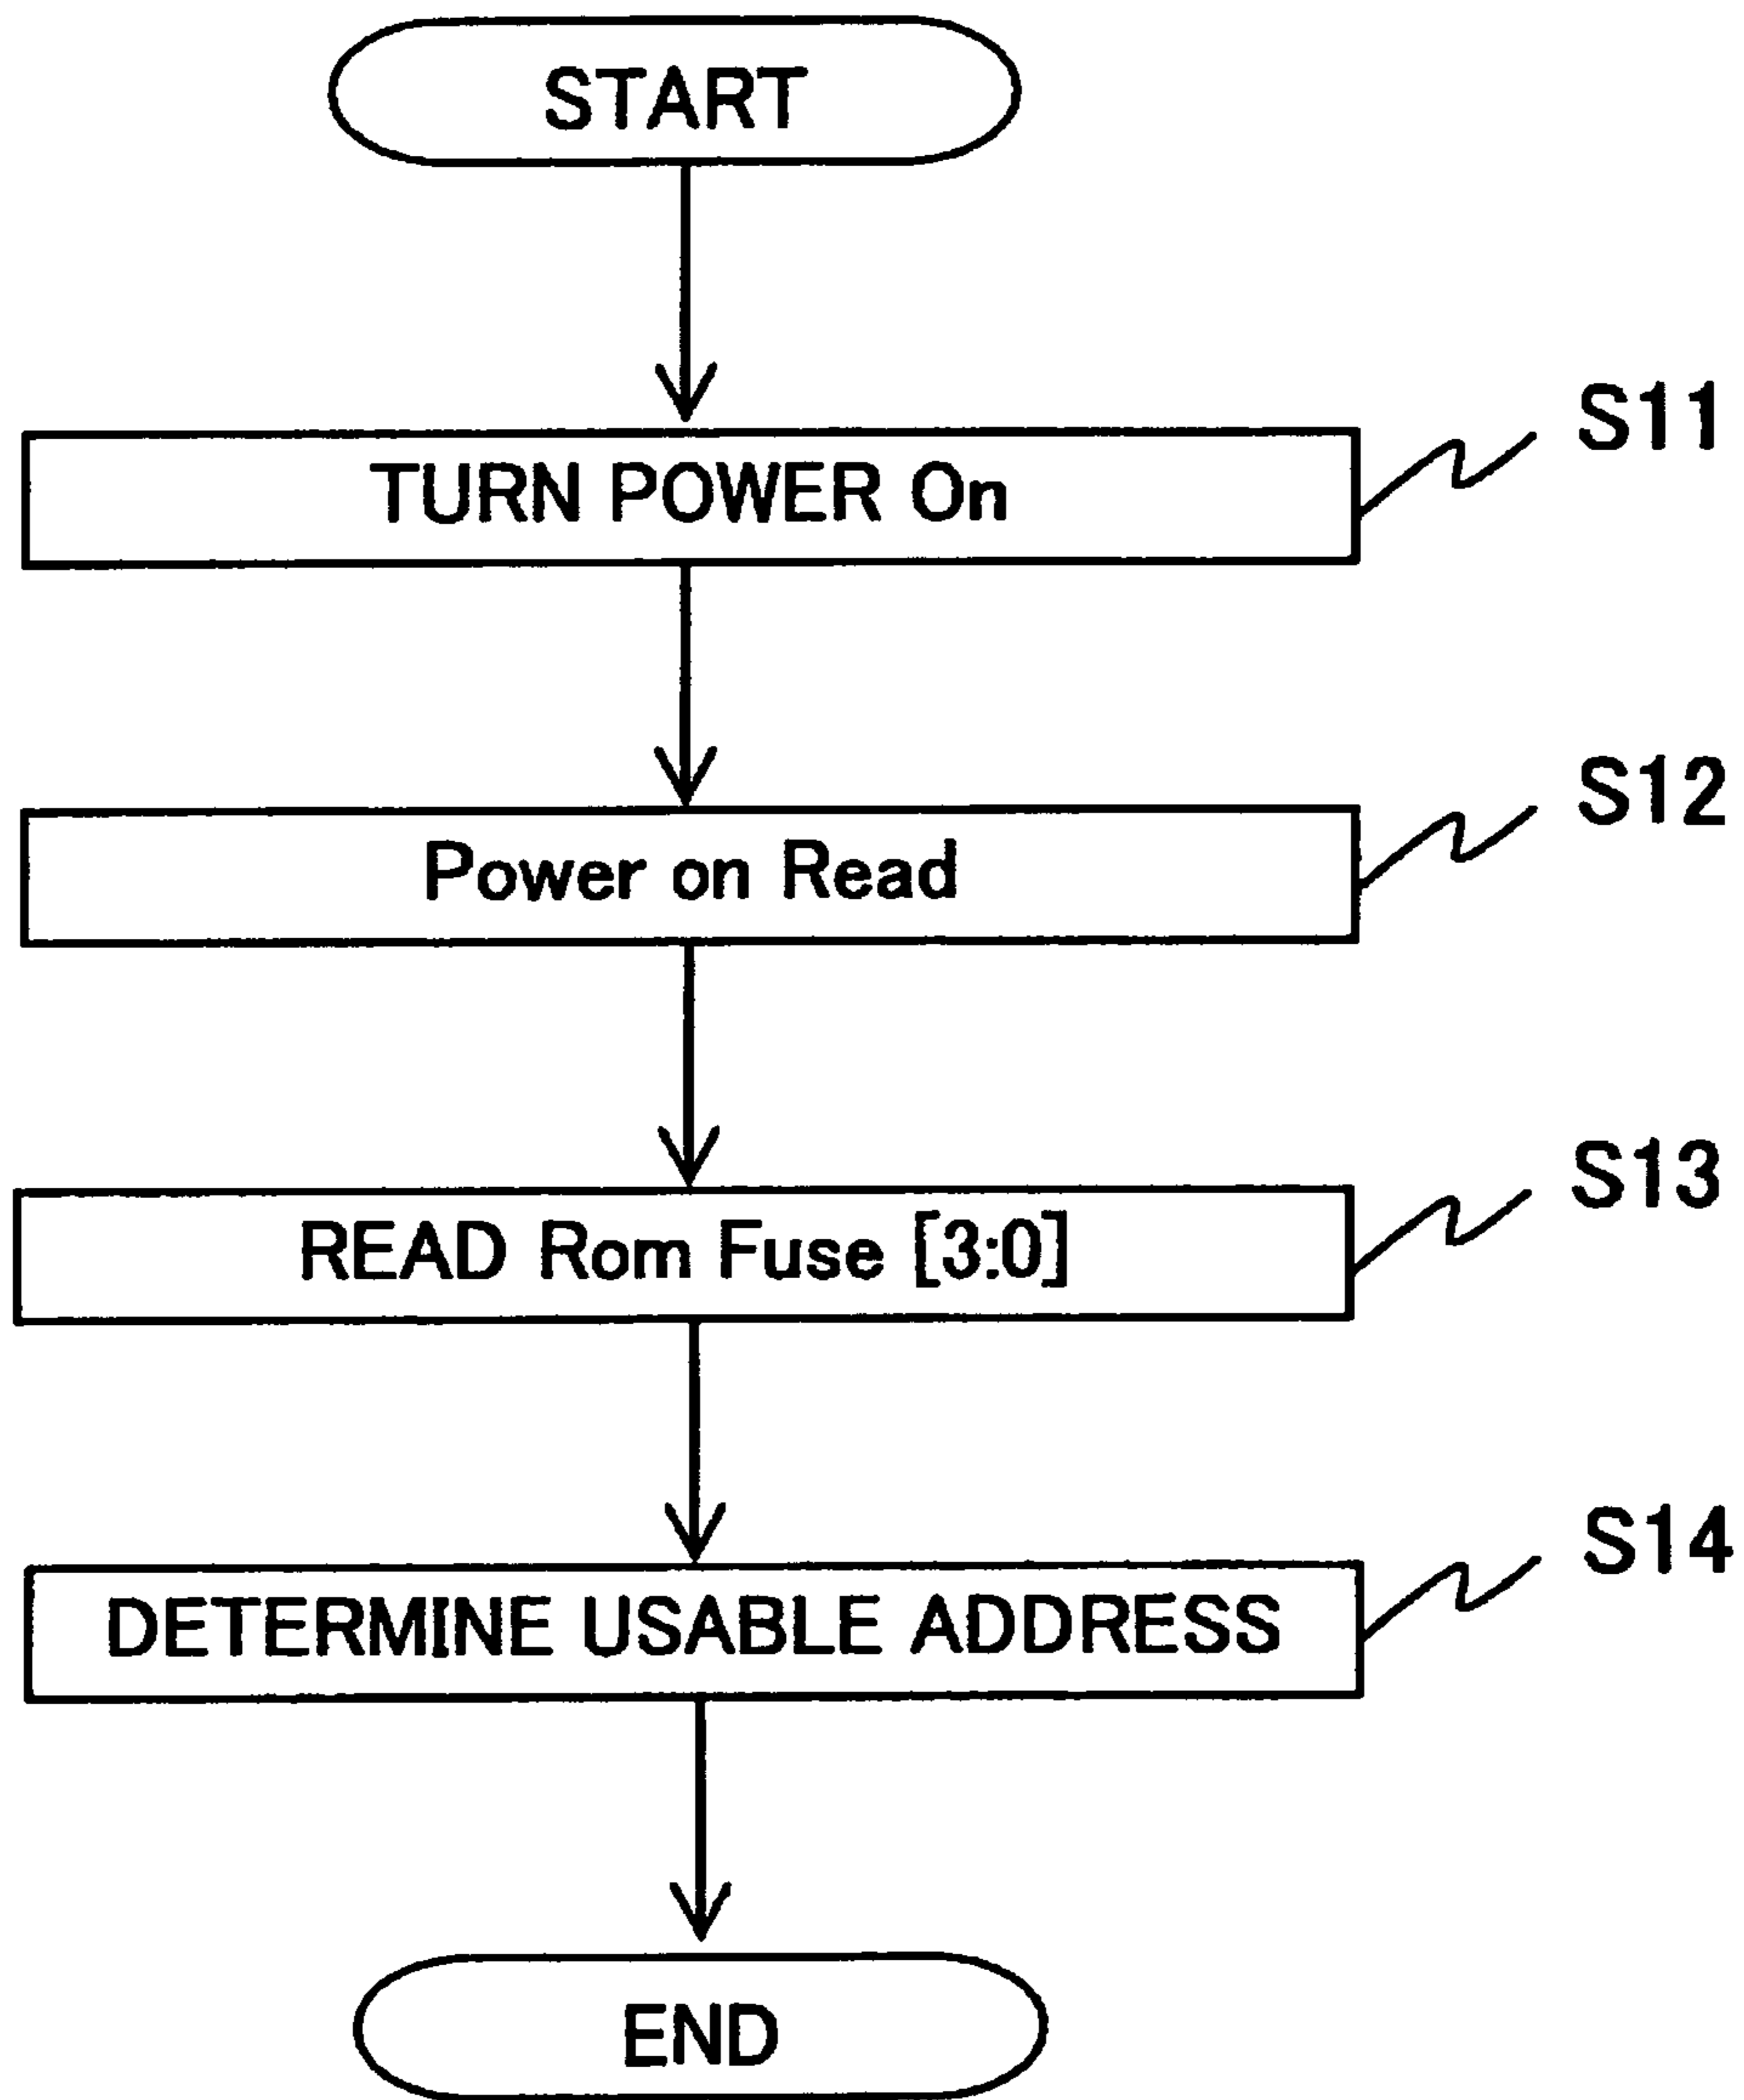 START
S11
TURN POWER On
S12
Power on Read
S13
READ Rom Fuse [3:0]
S14
DETERMINE USABLE ADDRESS
END